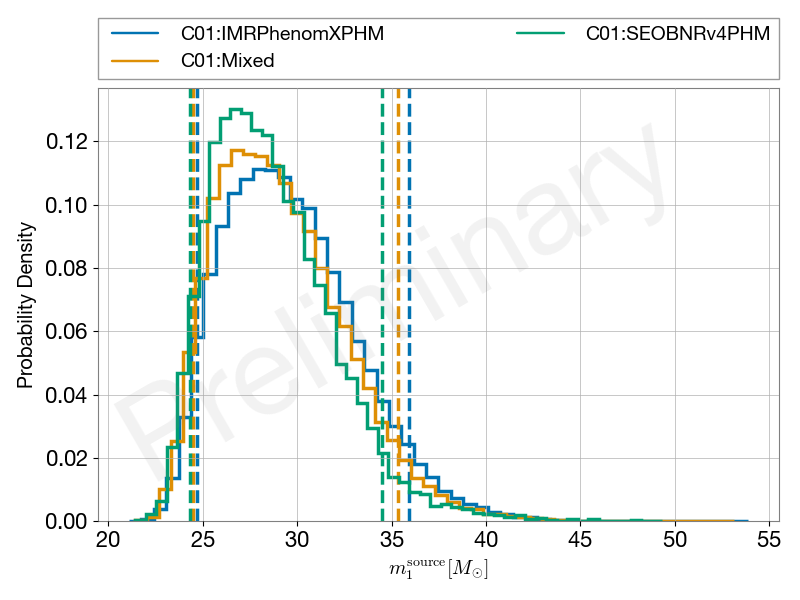 C01:IMRPhenomXPHM
C01:Mixed
C01:SEOBNRv4PHM
Preliminary
Probability Density
0.12
0.10
0.08
0.06
0.04
0.02
0.00
20 25 30 35 40 45 50 55
m₁^source [M⊙]